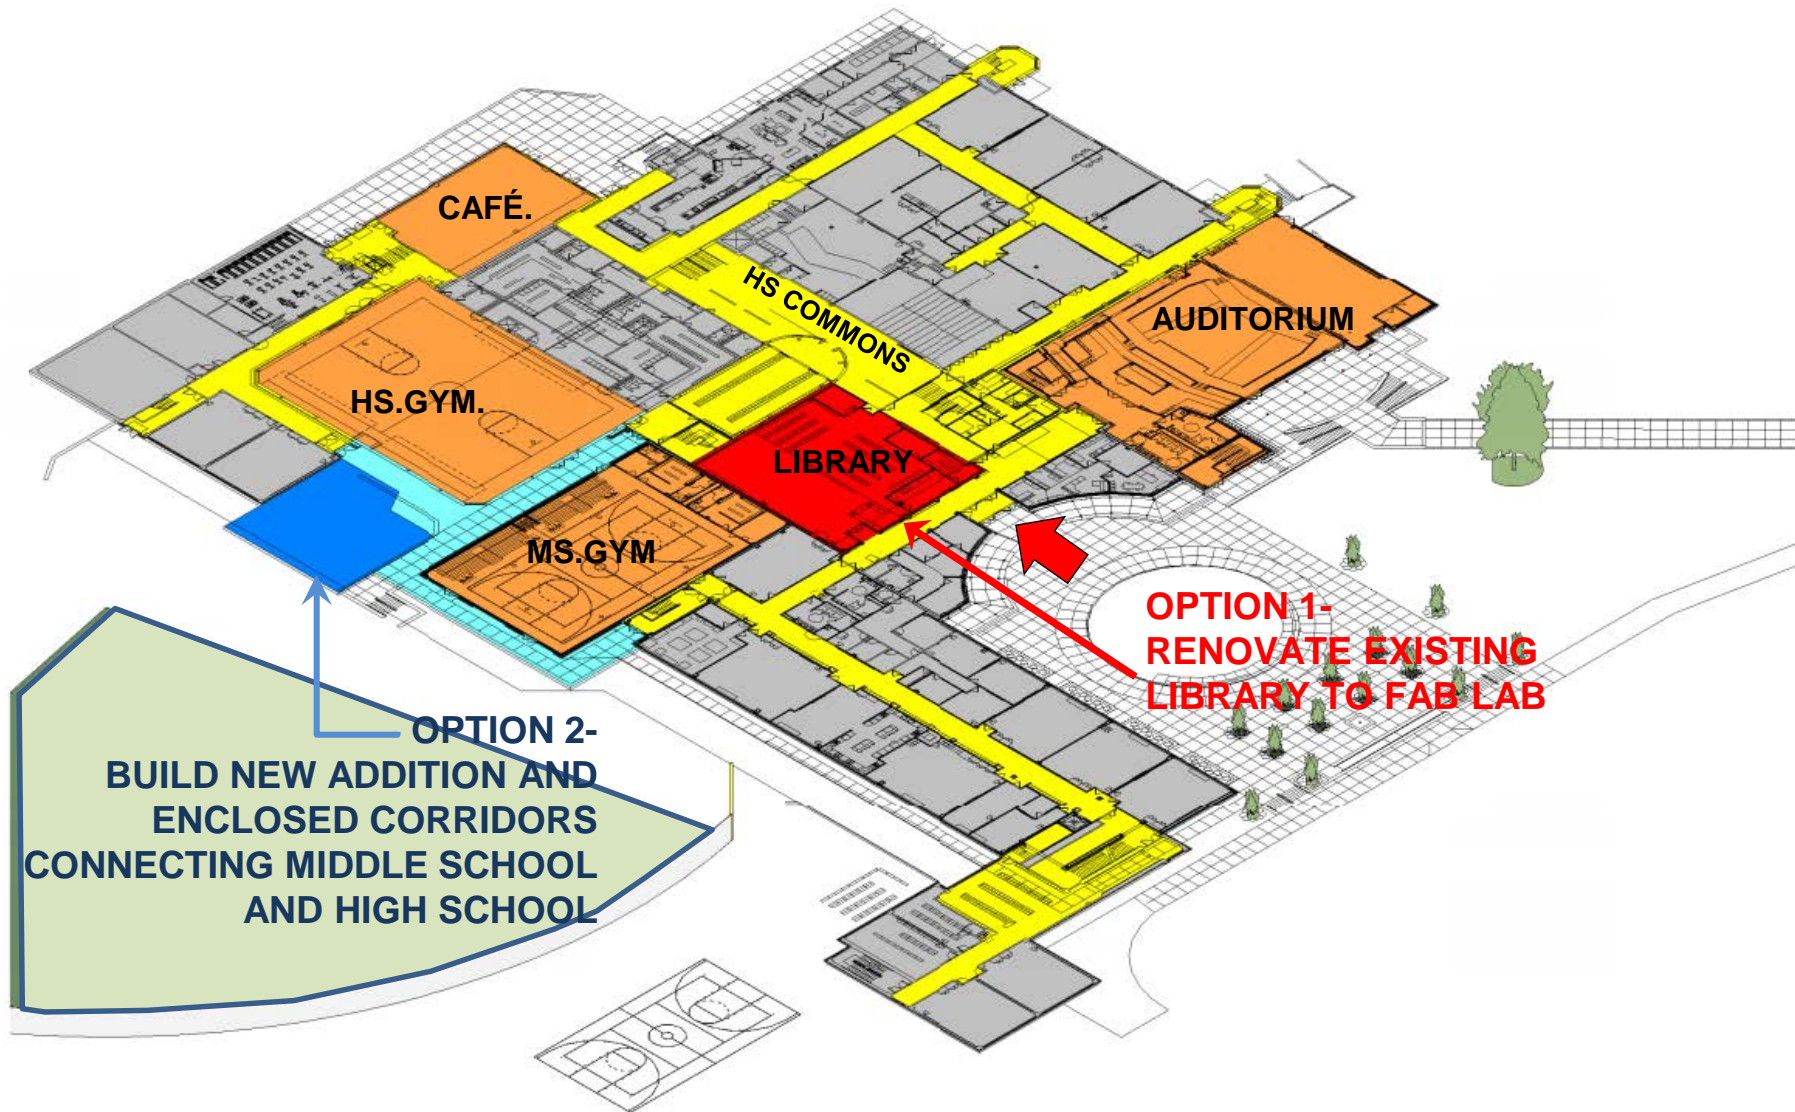 CAFÉ.
HS COMMONS
AUDITORIUM
HS.GYM.
LIBRARY
MS.GYM
OPTION 1-
RENOVATE EXISTING
LIBRARY TO FAB LAB
OPTION 2-
BUILD NEW ADDITION AND
ENCLOSED CORRIDORS
CONNECTING MIDDLE SCHOOL
AND HIGH SCHOOL